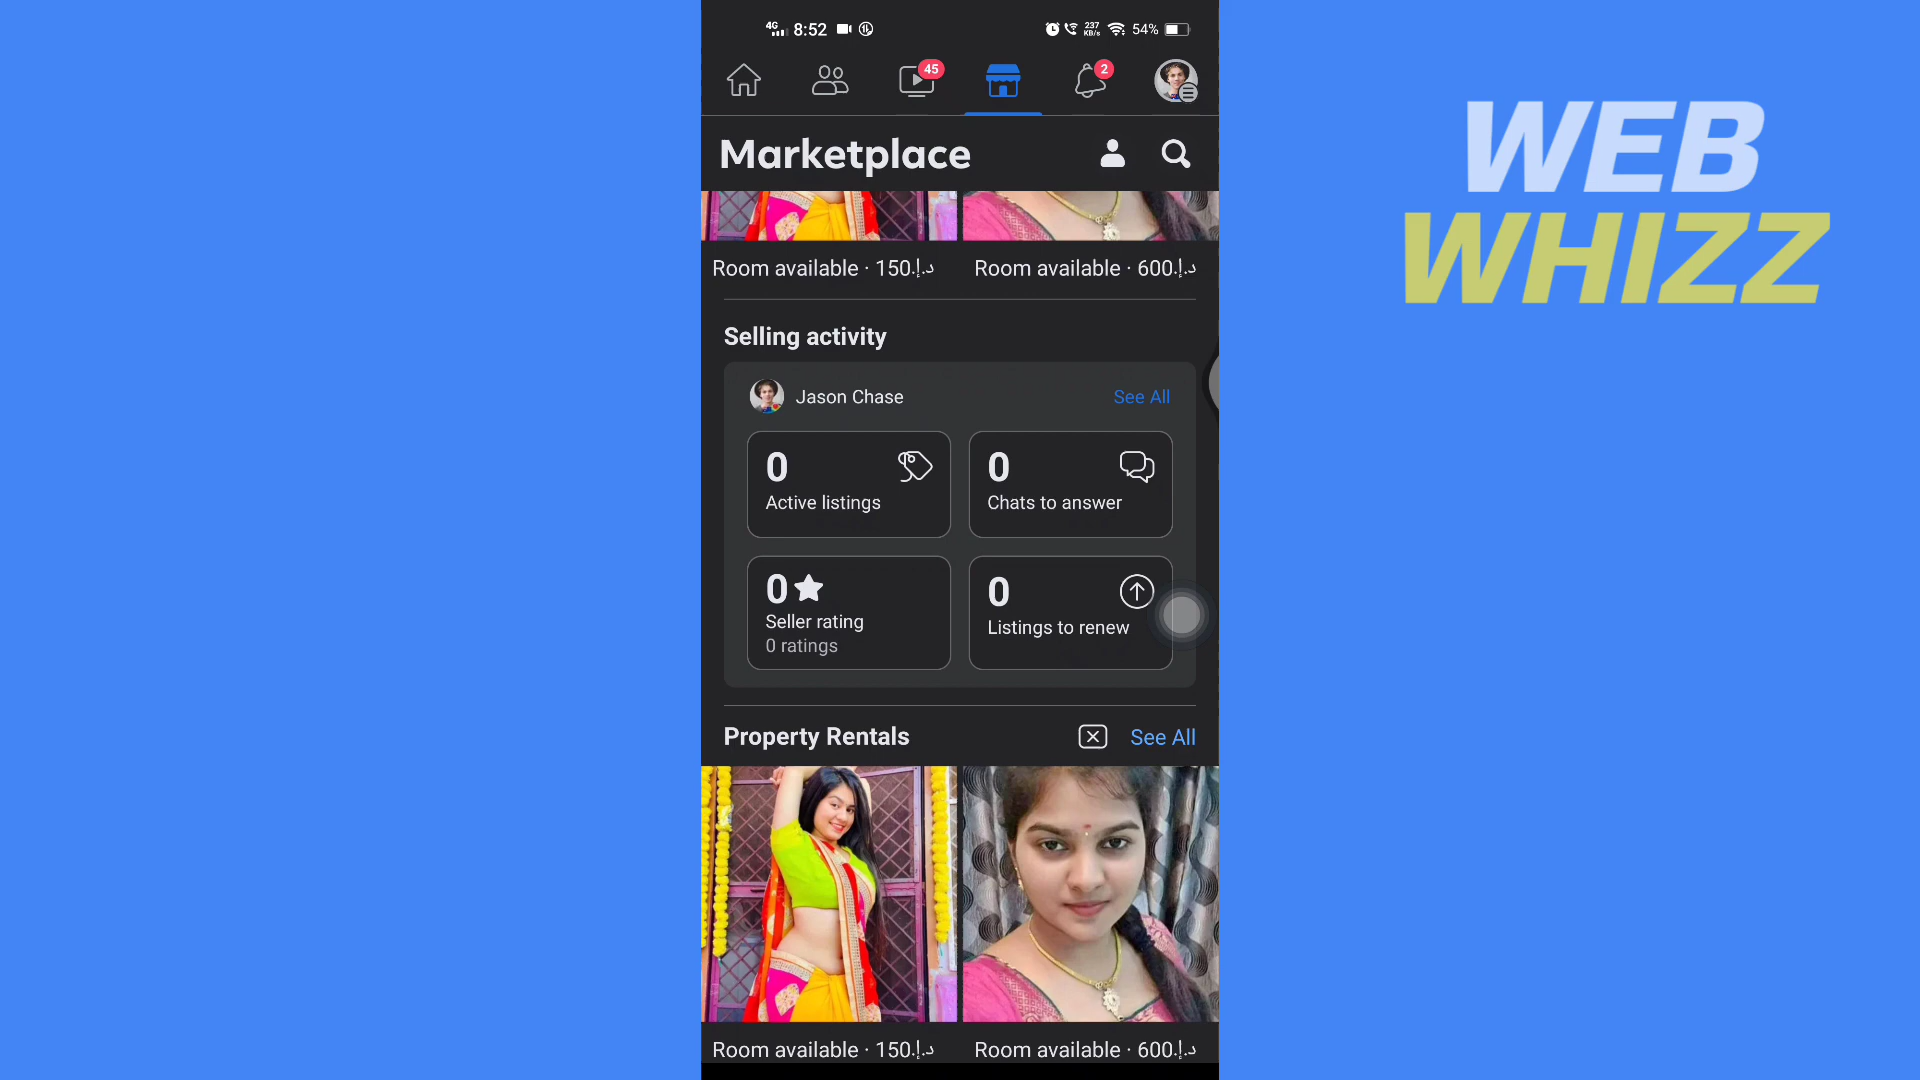 4G 8:52 237 KB/s 54%
45 2
Marketplace
Room available · 150د.إ.
Room available · 600د.إ.
Selling activity
Jason Chase See All
0
Active listings
0
Chats to answer
0
Seller rating
0 ratings
0
Listings to renew
Property Rentals See All
Room available · 150د.إ.
Room available · 600د.إ.
WEB
WHIZZ